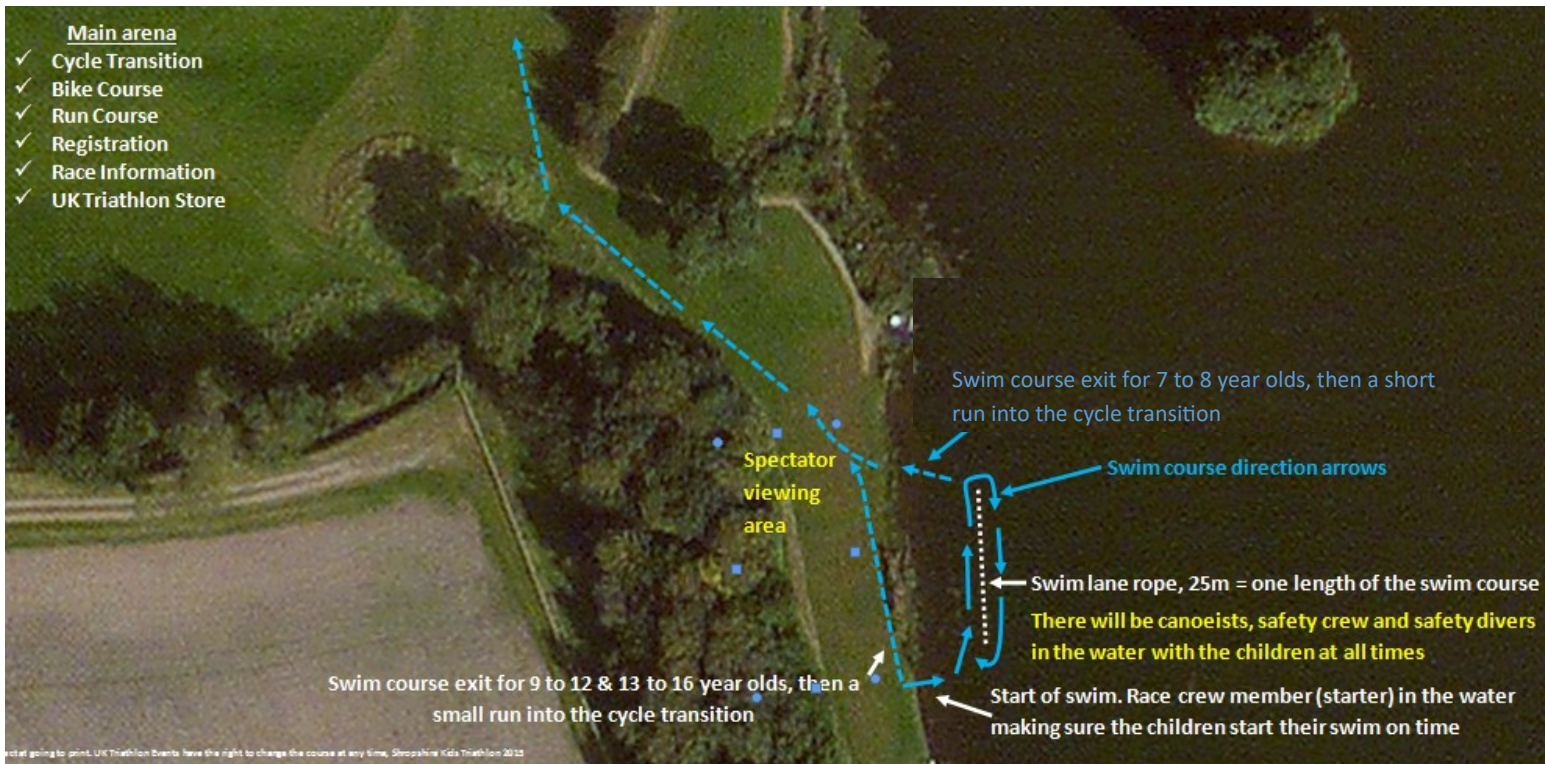 Main arena
✓ Cycle Transition
✓ Bike Course
✓ Run Course
✓ Registration
✓ Race Information
✓ UK Triathlon Store
Swim course exit for 7 to 8 year olds, then a short
run into the cycle transition
Swim course direction arrows
Spectator
viewing
area
Swim lane rope, 25m = one length of the swim course
There will be canoeists, safety crew and safety divers
in the water with the children at all times
Swim course exit for 9 to 12 & 13 to 16 year olds, then a
small run into the cycle transition
Start of swim. Race crew member (starter) in the water
making sure the children start their swim on time
at going to print. UK Triathlon Events have the right to change the course at any time, Shropshire Kids Triathlon 2015